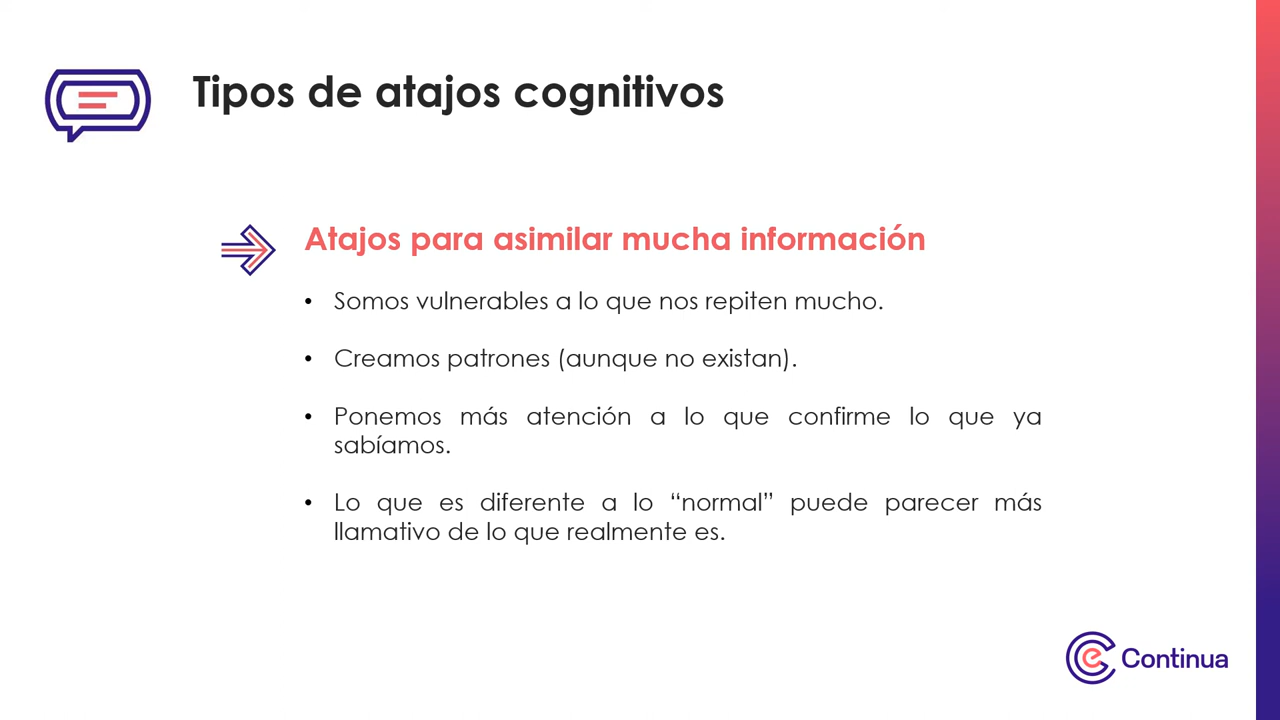 Tipos de atajos cognitivos
Atajos para asimilar mucha información
• Somos vulnerables a lo que nos repiten mucho.
• Creamos patrones (aunque no existan).
• Ponemos más atención a lo que confirme lo que ya
sabíamos.
• Lo que es diferente a lo “normal” puede parecer más
llamativo de lo que realmente es.
e Continua